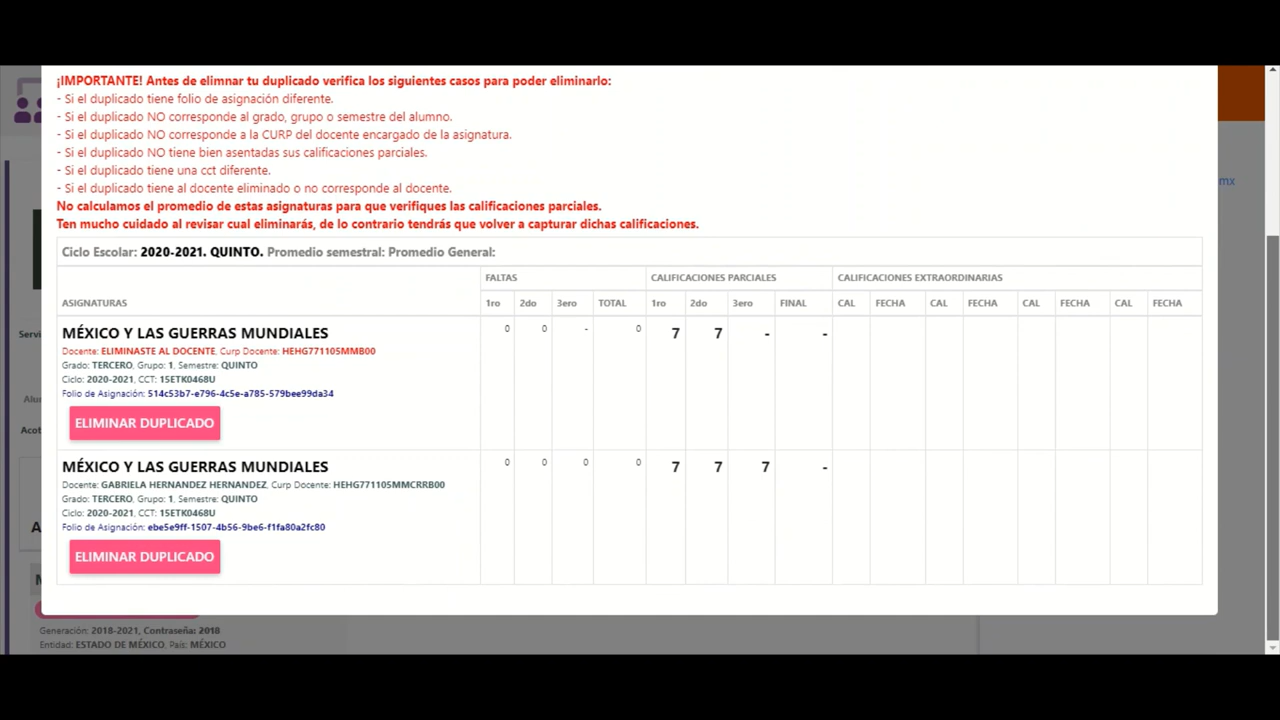 ¡IMPORTANTE! Antes de elimnar tu duplicado verifica los siguientes casos para poder eliminarlo:
- Si el duplicado tiene folio de asignación diferente.
- Si el duplicado NO corresponde al grado, grupo o semestre del alumno.
- Si el duplicado NO corresponde a la CURP del docente encargado de la asignatura.
- Si el duplicado NO tiene bien asentadas sus calificaciones parciales.
- Si el duplicado tiene una cct diferente.
- Si el duplicado tiene al docente eliminado o no corresponde al docente.
mx
No calculamos el promedio de estas asignaturas para que verifiques las calificaciones parciales.
Ten mucho cuidado al revisar cual eliminarás, de lo contrario tendrás que volver a capturar dichas calificaciones.
Ciclo Escolar: 2020-2021. QUINTO. Promedio semestral: Promedio General:
FALTAS CALIFICACIONES PARCIALES CALIFICACIONES EXTRAORDINARIAS
ASIGNATURAS 1ro 2do 3ero TOTAL 1ro 2do 3ero FINAL CAL FECHA CAL FECHA CAL FECHA CAL FECHA
MÉXICO Y LAS GUERRAS MUNDIALES 0 0 - 0 7 7 - -
Servi
Docente: ELIMINASTE AL DOCENTE, Curp Docente: HEHG771105MMB00
Grado: TERCERO, Grupo: 1, Semestre: QUINTO
Ciclo: 2020-2021, CCT: 15ETK0468U
Folio de Asignación: 514c53b7-e796-4c5e-a785-579bee99da34
Alu
ELIMINAR DUPLICADO
Acot
MÉXICO Y LAS GUERRAS MUNDIALES 0 0 0 0 7 7 7 -
Docente: GABRIELA HERNANDEZ HERNANDEZ, Curp Docente: HEHG771105MMCRRB00
Grado: TERCERO, Grupo: 1, Semestre: QUINTO
Ciclo: 2020-2021, CCT: 15ETK0468U
Folio de Asignación: ebe5e9ff-1507-4b56-9be6-f1fa80a2fc80
A
ELIMINAR DUPLICADO
Generación: 2018-2021, Contraseña: 2018
Entidad: ESTADO DE MÉXICO, País: MÉXICO